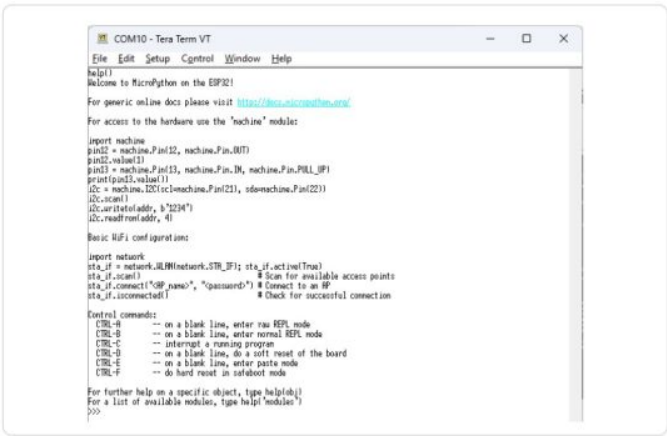 COM10 - Tera Term VT
File Edit Setup Control Window Help
help()
Welcome to MicroPython on the ESP32!
For generic online docs please visit http://docs.micropython.org/
For access to the hardware use the 'machine' module:
import machine
pin12 = machine.Pin(12, machine.Pin.OUT)
pin12.value(1)
pin13 = machine.Pin(13, machine.Pin.IN, machine.Pin.PULL_UP)
print(pin13.value())
i2c = machine.I2C(scl=machine.Pin(21), sda=machine.Pin(22))
i2c.scan()
i2c.writeto(addr, b"1234")
i2c.readfrom(addr, 4)
Basic WiFi configuration:
import network
sta_if = network.WLAN(network.STA_IF); sta_if.active(True)
sta_if.scan() # Scan for available access points
sta_if.connect("<AP_name>", "<password>") # Connect to an AP
sta_if.isconnected() # Check for successful connection
Control commands:
CTRL-A -- on a blank line, enter raw REPL mode
CTRL-B -- on a blank line, enter normal REPL mode
CTRL-C -- interrupt a running program
CTRL-D -- on a blank line, do a soft reset of the board
CTRL-E -- on a blank line, enter paste mode
CTRL-F -- do hard reset in safeboot mode
For further help on a specific object, type help(obj)
For a list of available modules, type help('modules')
>>>